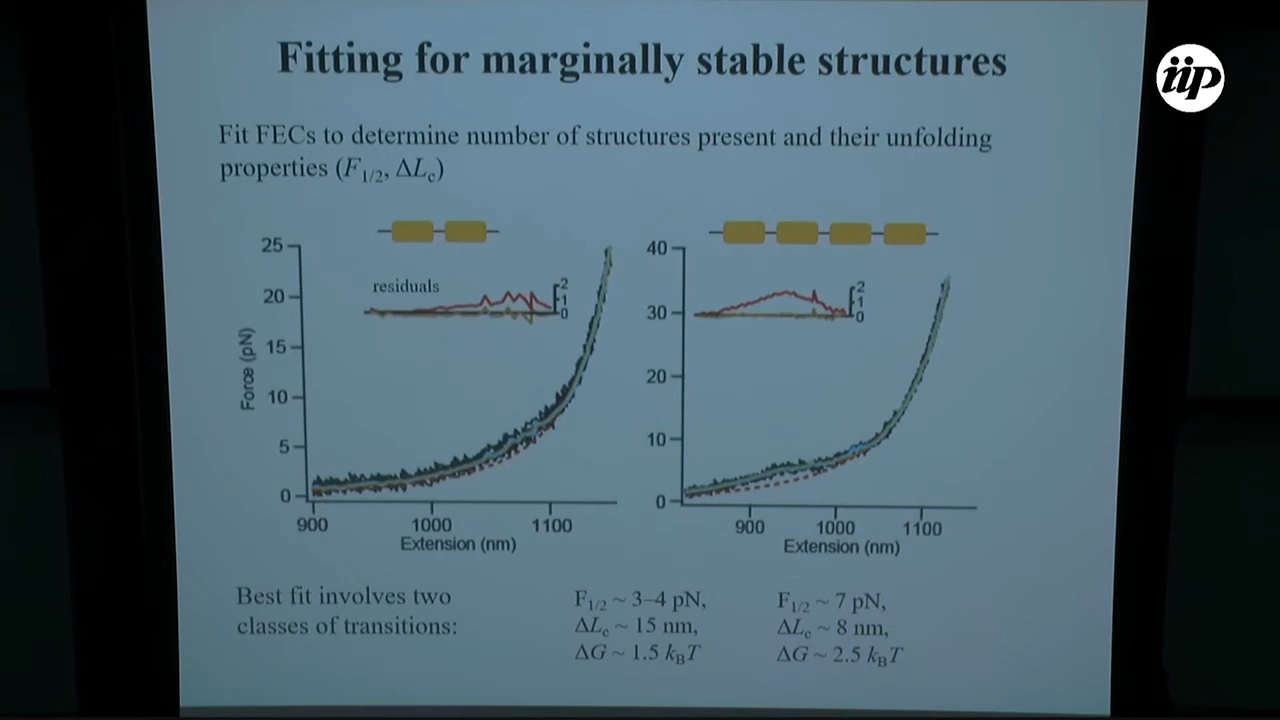 Fitting for marginally stable structures
iip
Fit FECs to determine number of structures present and their unfolding
properties (F1/2, ΔLc)
25
20
15
10
5
0
Force (pN)
residuals
2
1
0
900
1000
1100
Extension (nm)
40
30
20
10
0
2
1
0
900
1000
1100
Extension (nm)
Best fit involves two
classes of transitions:
F1/2 ~ 3–4 pN,
ΔLc ~ 15 nm,
ΔG ~ 1.5 kBT
F1/2 ~ 7 pN,
ΔLc ~ 8 nm,
ΔG ~ 2.5 kBT